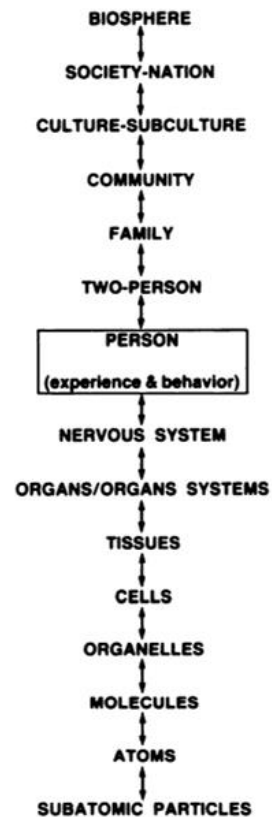 BIOSPHERE
SOCIETY-NATION
CULTURE-SUBCULTURE
COMMUNITY
FAMILY
TWO-PERSON
PERSON
(experience & behavior)
NERVOUS SYSTEM
ORGANS/ORGANS SYSTEMS
TISSUES
CELLS
ORGANELLES
MOLECULES
ATOMS
SUBATOMIC PARTICLES